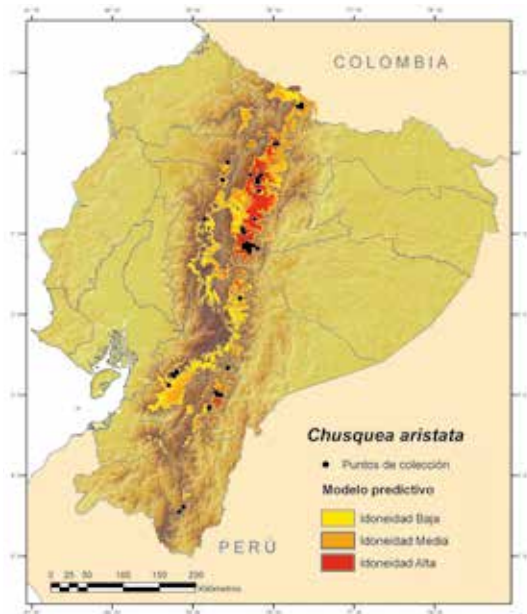 COLOMBIA
Chusquea aristata
Puntos de colección
Modelo predictivo
Idoneidad Baja
Idoneidad Media
Idoneidad Alta
PERÚ
0 25 50 100 150 200
Kilómetros